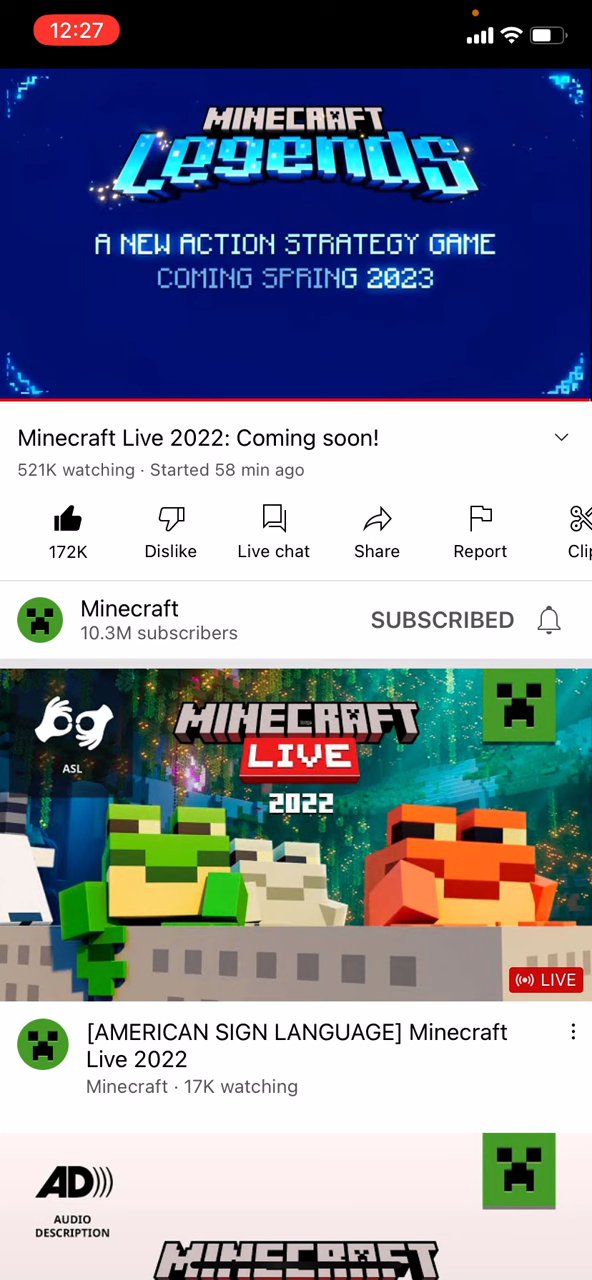 12:27
MINECRAFT
Legends
A NEW ACTION STRATEGY GAME
COMING SPRING 2023
Minecraft Live 2022: Coming soon!
521K watching · Started 58 min ago
172K
Dislike
Live chat
Share
Report
Cli
Minecraft
10.3M subscribers
SUBSCRIBED
ASL
MINECRAFT
LIVE
2022
LIVE
[AMERICAN SIGN LANGUAGE] Minecraft
Live 2022
Minecraft · 17K watching
AD
AUDIO
DESCRIPTION
MINECRAFT